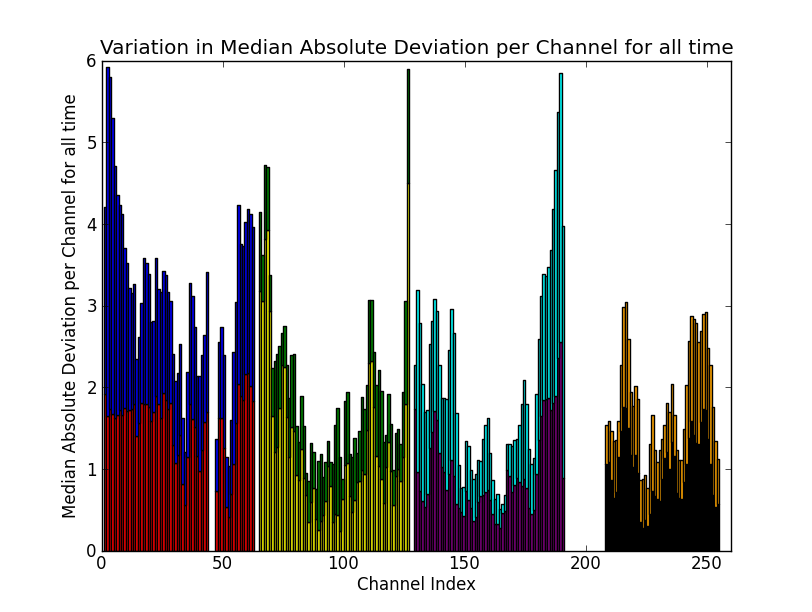 Variation in Median Absolute Deviation per Channel for all time
Median Absolute Deviation per Channel for all time
6
5
4
3
2
1
0
0 50 100 150 200 250
Channel Index